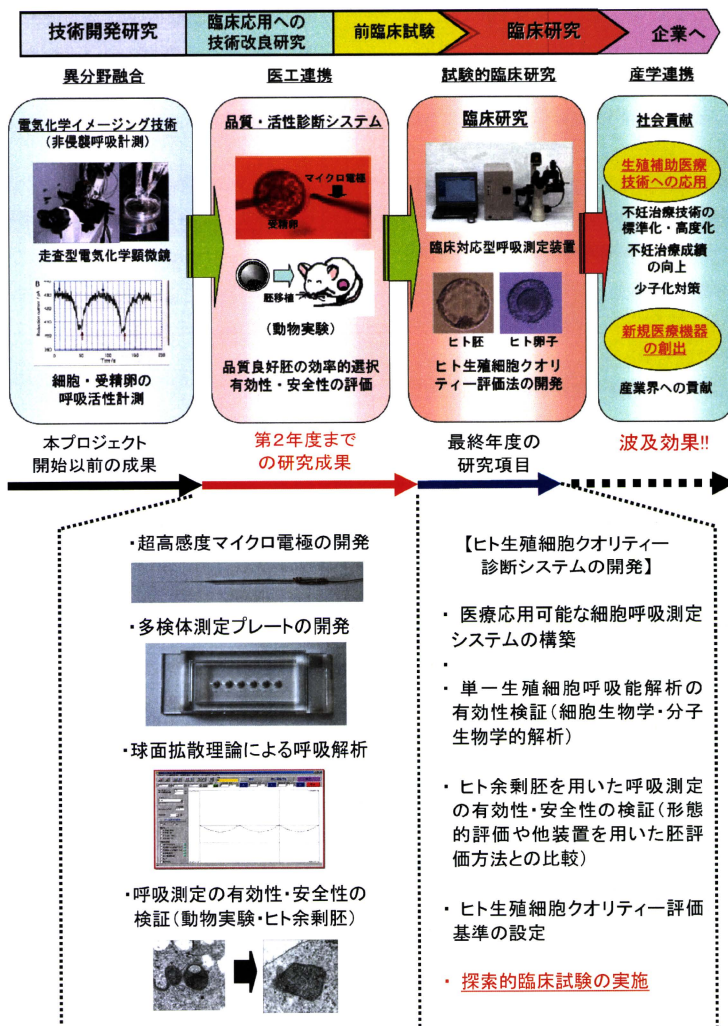 技術開発研究
臨床応用への
技術改良研究
前臨床試験
臨床研究
企業へ
異分野融合
医工連携
試験的臨床研究
産学連携
電気化学イメージング技術
(非侵襲呼吸計測)
走査型電気化学顕微鏡
B
Time/s
細胞・受精卵の
呼吸活性計測
品質・活性診断システム
マイクロ電極
受精卵
胚移植
(動物実験)
品質良好胚の効率的選択
有効性・安全性の評価
臨床研究
臨床対応型呼吸測定装置
ヒト胚
ヒト卵子
ヒト生殖細胞クオリ
ティー評価法の開発
社会貢献
生殖補助医療
技術への応用
不妊治療技術の
標準化・高度化
不妊治療成績
の向上
少子化対策
新規医療機器
の創出
産業界への貢献
本プロジェクト
開始以前の成果
第2年度まで
の研究成果
最終年度の
研究項目
波及効果!!
・超高感度マイクロ電極の開発
・多検体測定プレートの開発
・球面拡散理論による呼吸解析
・呼吸測定の有効性・安全性の
検証(動物実験・ヒト余剰胚)
【ヒト生殖細胞クオリティー
診断システムの開発】
・ 医療応用可能な細胞呼吸測定
システムの構築
・
・ 単一生殖細胞呼吸能解析の
有効性検証(細胞生物学・分子
生物学的解析)
・ ヒト余剰胚を用いた呼吸測定
の有効性・安全性の検証(形態
的評価や他装置を用いた胚評
価方法との比較)
・ ヒト生殖細胞クオリティー評価
基準の設定
・ 探索的臨床試験の実施